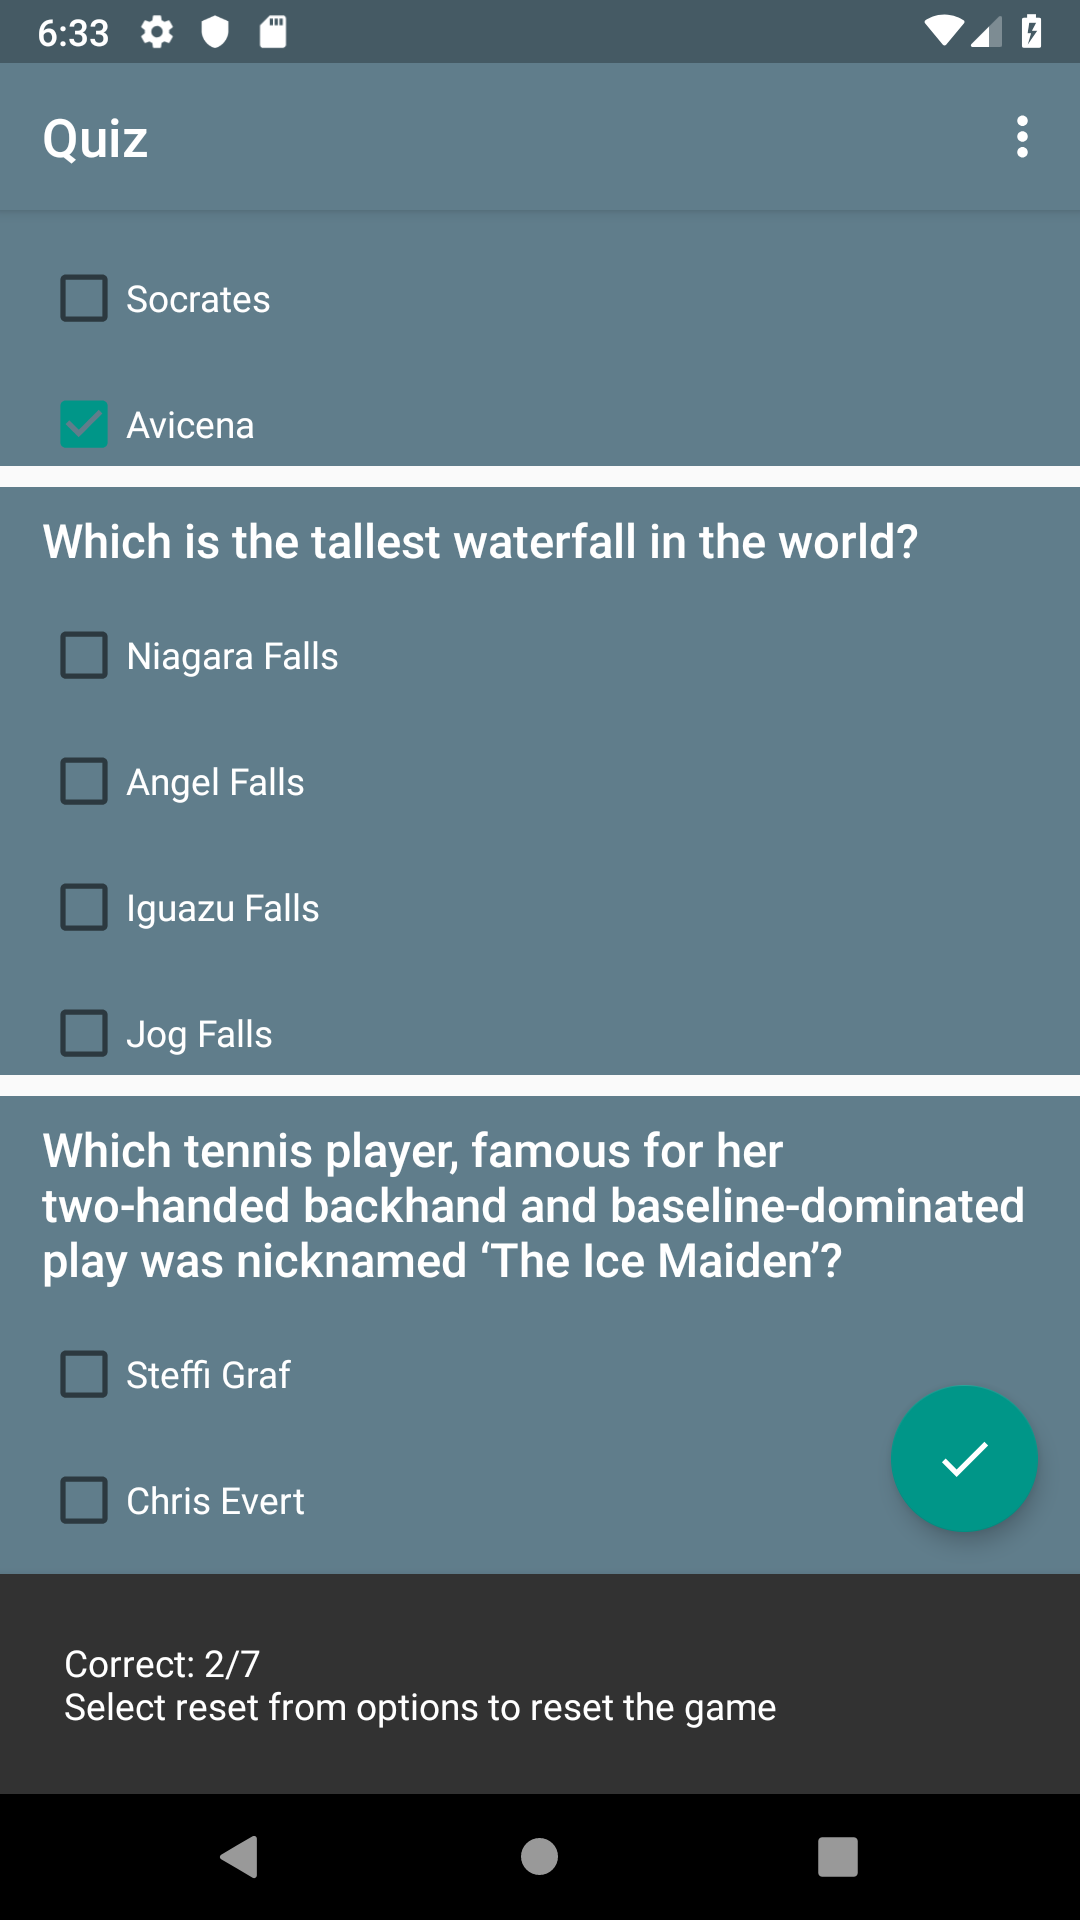 6:33
Quiz
Socrates
Avicena
Which is the tallest waterfall in the world?
Niagara Falls
Angel Falls
Iguazu Falls
Jog Falls
Which tennis player, famous for her
two-handed backhand and baseline-dominated
play was nicknamed ‘The Ice Maiden’?
Steffi Graf
Chris Evert
Correct: 2/7
Select reset from options to reset the game